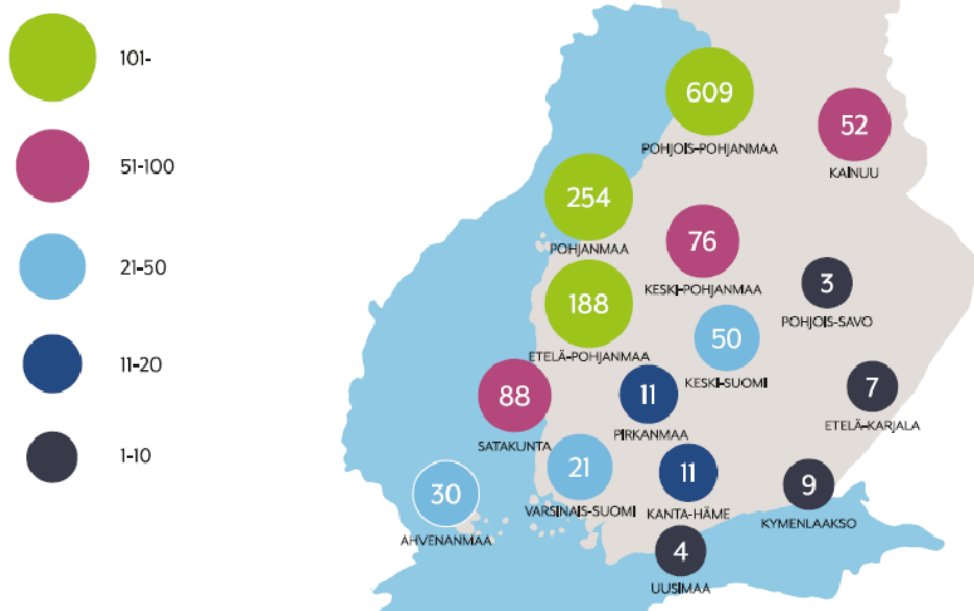 101-
51-100
21-50
11-20
1-10
609
POHJOIS-POHJANMAA
52
KAINUU
254
POHJANMAA
76
KESKI-POHJANMAA
3
POHJOIS-SAVO
188
ETELÄ-POHJANMAA
50
KESKI-SUOMI
88
SATAKUNTA
11
PIRKANMAA
7
ETELÄ-KARJALA
30
AHVENANMAA
21
VARSINAIS-SUOMI
11
KANTA-HÄME
9
KYMENLAAKSO
4
UUSIMAA